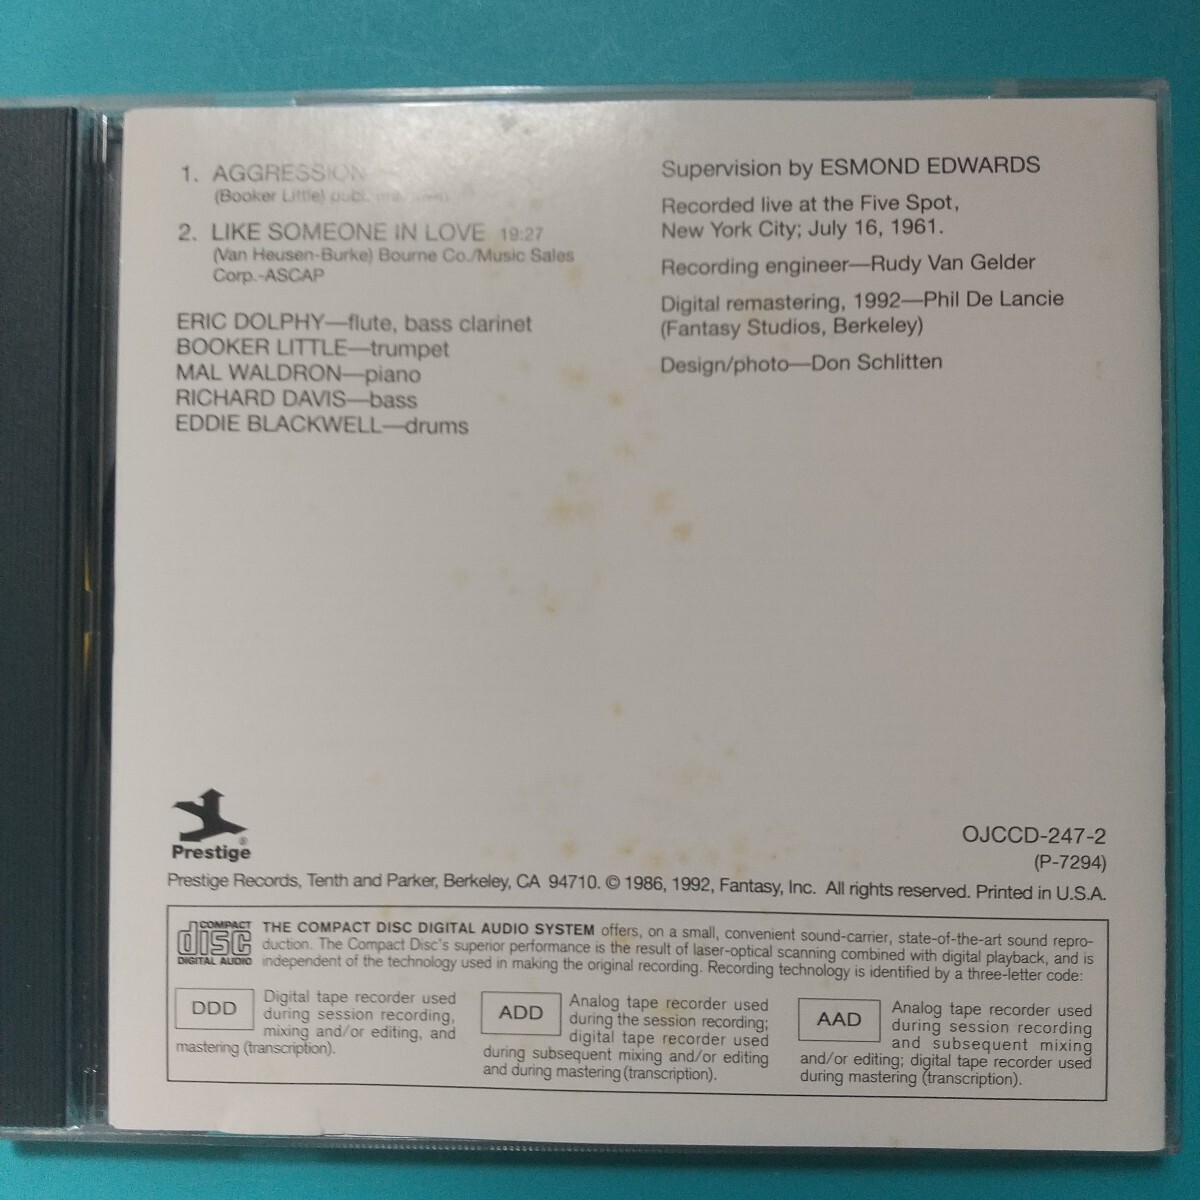 1. AGGRESSION
(Booker Little)
2. LIKE SOMEONE IN LOVE 19:27
(Van Heusen-Burke) Bourne Co./Music Sales
Corp.-ASCAP
ERIC DOLPHY—flute, bass clarinet
BOOKER LITTLE—trumpet
MAL WALDRON—piano
RICHARD DAVIS—bass
EDDIE BLACKWELL—drums
Supervision by ESMOND EDWARDS
Recorded live at the Five Spot,
New York City; July 16, 1961.
Recording engineer—Rudy Van Gelder
Digital remastering, 1992—Phil De Lancie
(Fantasy Studios, Berkeley)
Design/photo—Don Schlitten
Prestige®
OJCCD-247-2
(P-7294)
Prestige Records, Tenth and Parker, Berkeley, CA 94710. © 1986, 1992, Fantasy, Inc. All rights reserved. Printed in U.S.A.
COMPACT
disc
DIGITAL AUDIO
THE COMPACT DISC DIGITAL AUDIO SYSTEM offers, on a small, convenient sound-carrier, state-of-the-art sound repro-
duction. The Compact Disc's superior performance is the result of laser-optical scanning combined with digital playback, and is
independent of the technology used in making the original recording. Recording technology is identified by a three-letter code:
DDD
Digital tape recorder used
during session recording,
mixing and/or editing, and
mastering (transcription).
ADD
Analog tape recorder used
during the session recording;
digital tape recorder used
during subsequent mixing and/or editing
and during mastering (transcription).
AAD
Analog tape recorder used
during session recording
and subsequent mixing
and/or editing; digital tape recorder used
during mastering (transcription).